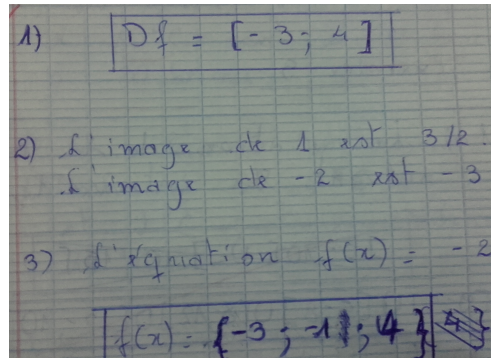 1) Df = [-3 ; 4]
2) L'image de 1 est 3/2.
L'image de -2 est -3
3) L'équation f(x) = -2
f(x) = {-3 ; -1 ; 4}